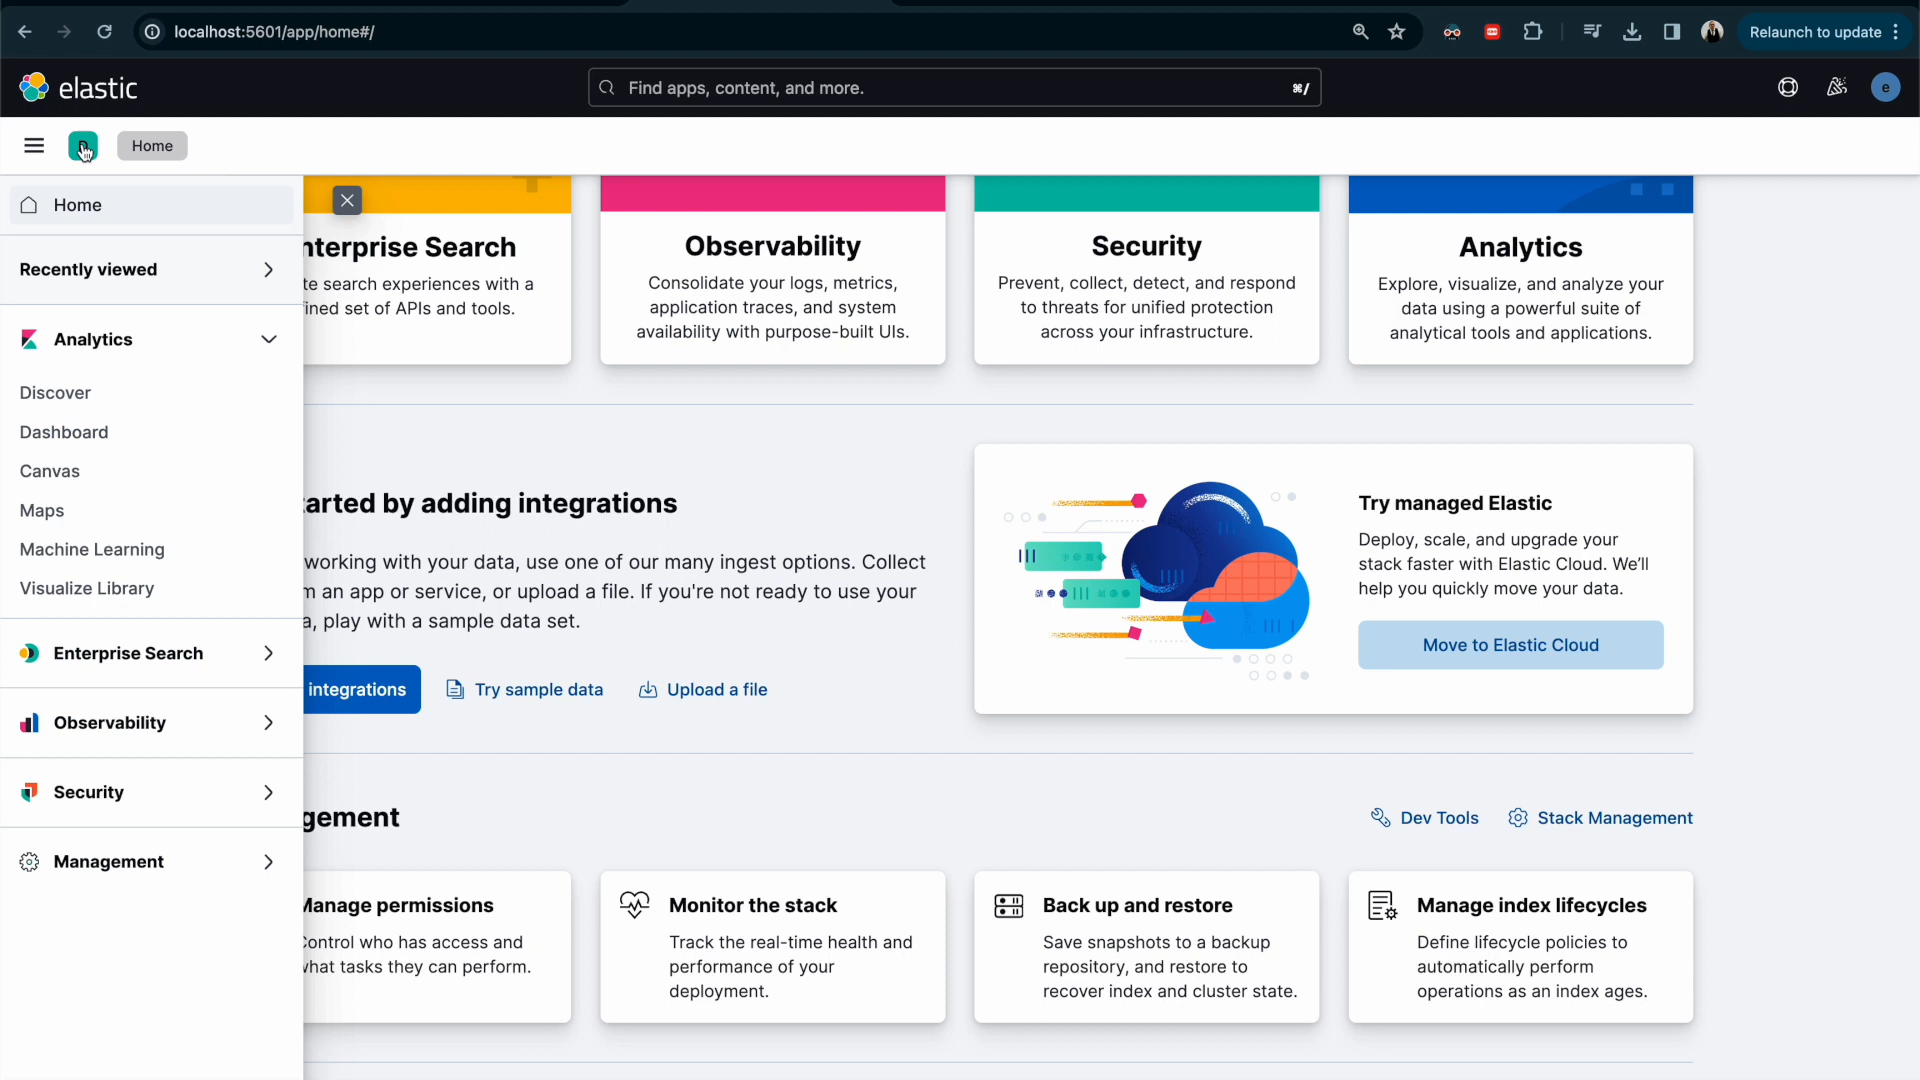 localhost:5601/app/home#/
Relaunch to update
elastic
Find apps, content, and more.
⌘/
e
Home
Home
Recently viewed
Analytics
Discover
Dashboard
Canvas
Maps
Machine Learning
Visualize Library
Enterprise Search
Observability
Security
Management
nterprise Search
te search experiences with a
ined set of APIs and tools.
Observability
Consolidate your logs, metrics,
application traces, and system
availability with purpose-built UIs.
Security
Prevent, collect, detect, and respond
to threats for unified protection
across your infrastructure.
Analytics
Explore, visualize, and analyze your
data using a powerful suite of
analytical tools and applications.
tarted by adding integrations
working with your data, use one of our many ingest options. Collect
m an app or service, or upload a file. If you're not ready to use your
a, play with a sample data set.
integrations
Try sample data
Upload a file
Try managed Elastic
Deploy, scale, and upgrade your
stack faster with Elastic Cloud. We’ll
help you quickly move your data.
Move to Elastic Cloud
gement
Dev Tools
Stack Management
Manage permissions
Control who has access and
what tasks they can perform.
Monitor the stack
Track the real-time health and
performance of your
deployment.
Back up and restore
Save snapshots to a backup
repository, and restore to
recover index and cluster state.
Manage index lifecycles
Define lifecycle policies to
automatically perform
operations as an index ages.